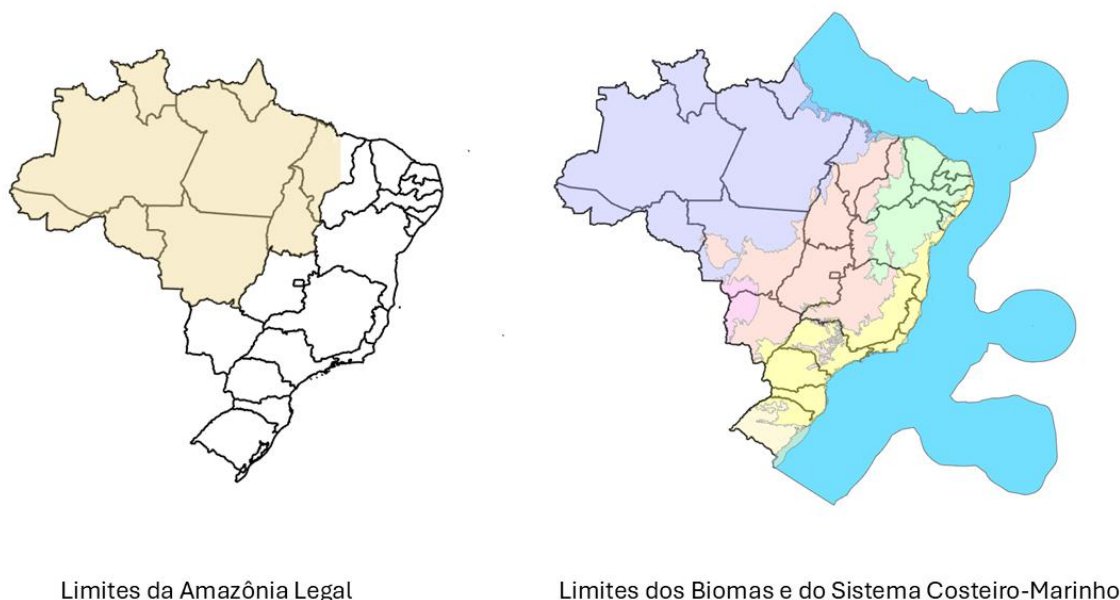 Limites da Amazônia Legal
Limites dos Biomas e do Sistema Costeiro-Marinho